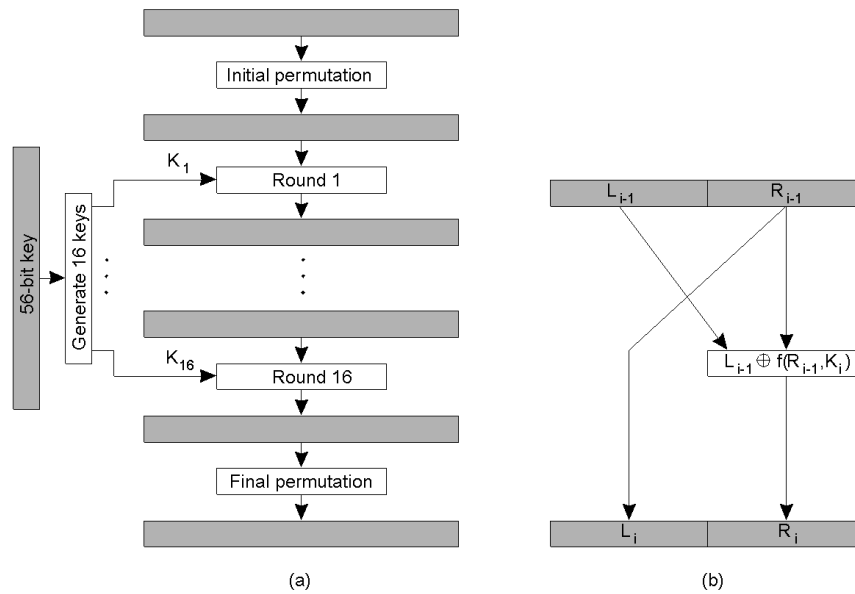 Initial permutation
K₁
Round 1
56-bit key
Generate 16 keys
K₁₆
Round 16
Final permutation
(a)
Lᵢ₋₁
Rᵢ₋₁
Lᵢ₋₁ ⊕ f(Rᵢ₋₁,Kᵢ)
Lᵢ
Rᵢ
(b)